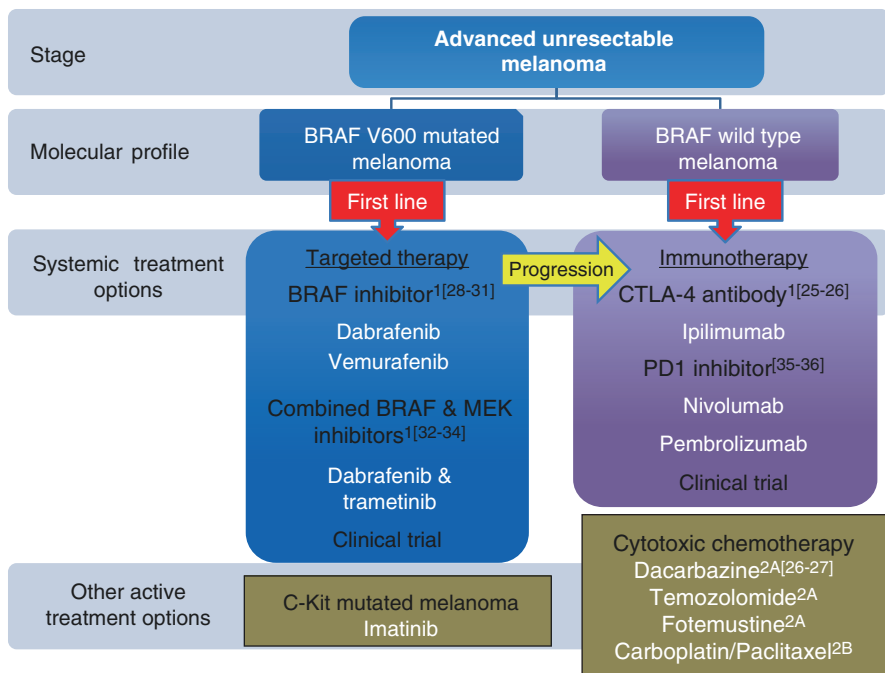 Stage
Advanced unresectable
melanoma
Molecular profile
BRAF V600 mutated
melanoma
BRAF wild type
melanoma
First line
First line
Systemic treatment
options
Targeted therapy
BRAF inhibitor1[28-31]
Dabrafenib
Vemurafenib
Combined BRAF & MEK
inhibitors1[32-34]
Dabrafenib &
trametinib
Clinical trial
Progression
Immunotherapy
CTLA-4 antibody1[25-26]
Ipilimumab
PD1 inhibitor[35-36]
Nivolumab
Pembrolizumab
Clinical trial
Other active
treatment options
C-Kit mutated melanoma
Imatinib
Cytotoxic chemotherapy
Dacarbazine2A[26-27]
Temozolomide2A
Fotemustine2A
Carboplatin/Paclitaxel2B